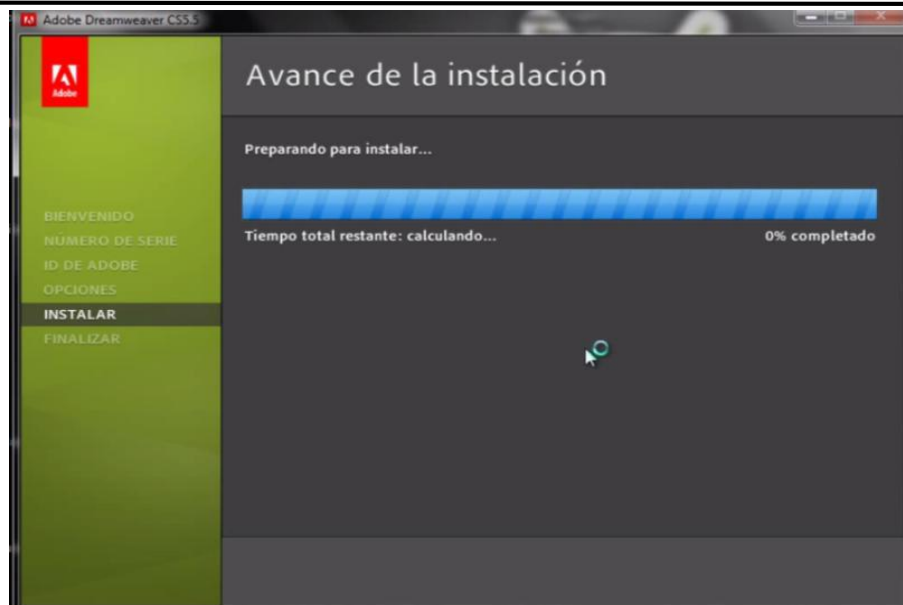 Adobe Dreamweaver CS5.5
Adobe
Avance de la instalación
Preparando para instalar...
Tiempo total restante: calculando...
0% completado
BIENVENIDO
NÚMERO DE SERIE
ID DE ADOBE
OPCIONES
INSTALAR
FINALIZAR